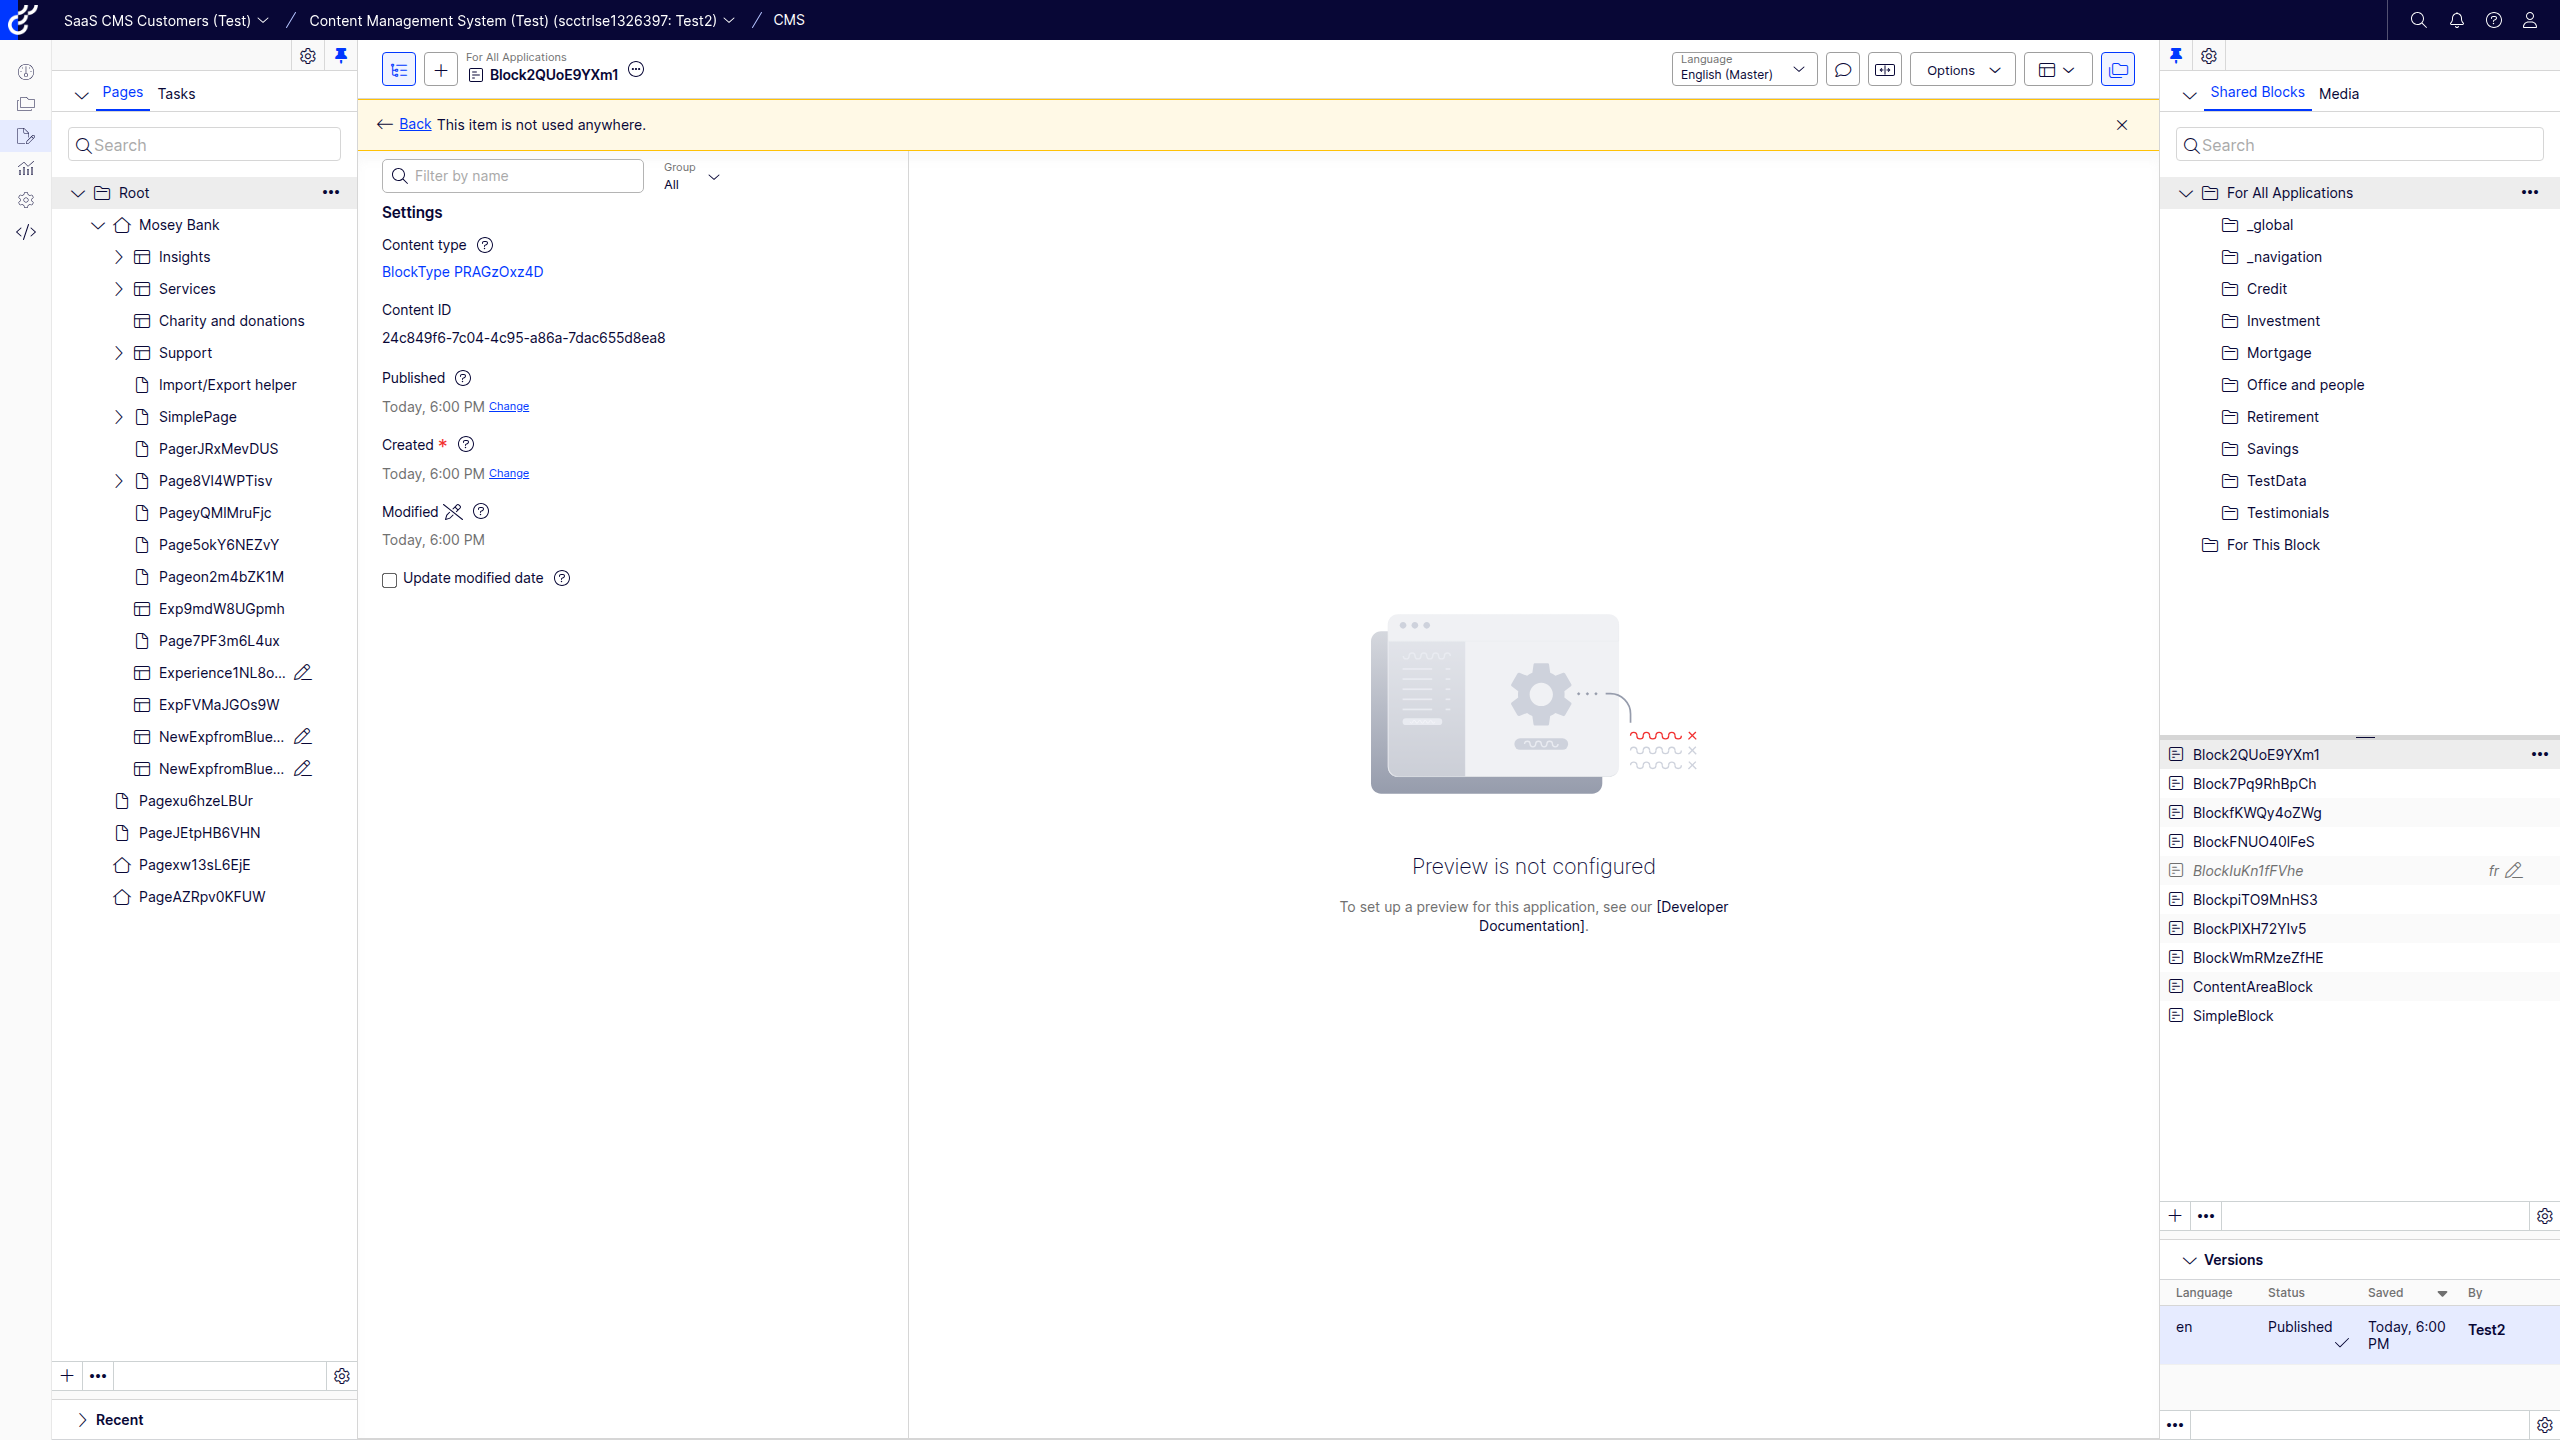 SaaS CMS Customers (Test)
Content Management System (Test) (scctrlse1326397: Test2)
CMS
Pages
Tasks
Search
Root
Mosey Bank
Insights
Services
Charity and donations
Support
Import/Export helper
SimplePage
PagerJRxMevDUS
Page8VI4WPTisv
PageyQMIMruFjc
Page5okY6NEZvY
Pageon2m4bZK1M
Exp9mdW8UGpmh
Page7PF3m6L4ux
Experience1NL8o...
ExpFVMaJGOs9W
NewExpfromBlue...
NewExpfromBlue...
Pagexu6hzeLBUr
PageJEtpHB6VHN
Pagexw13sL6EjE
PageAZRpv0KFUW
Recent
For All Applications
Block2QUoE9YXm1
Language
English (Master)
Options
Back This item is not used anywhere.
Filter by name
Group
All
Settings
Content type
BlockType PRAGzOxz4D
Content ID
24c849f6-7c04-4c95-a86a-7dac655d8ea8
Published
Today, 6:00 PM Change
Created *
Today, 6:00 PM Change
Modified
Today, 6:00 PM
Update modified date
Preview is not configured
To set up a preview for this application, see our [Developer
Documentation].
Shared Blocks
Media
Search
For All Applications
_global
_navigation
Credit
Investment
Mortgage
Office and people
Retirement
Savings
TestData
Testimonials
For This Block
Block2QUoE9YXm1
Block7Pq9RhBpCh
BlockfKWQy4oZWg
BlockFNUO40lFeS
BlockIuKn1fFVhe fr
BlockpiTO9MnHS3
BlockPlXH72YIv5
BlockWmRMzeZfHE
ContentAreaBlock
SimpleBlock
Versions
Language Status Saved By
en Published Today, 6:00 PM Test2